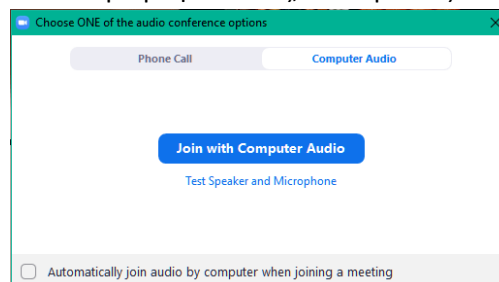 Choose ONE of the audio conference options
Phone Call
Computer Audio
Join with Computer Audio
Test Speaker and Microphone
Automatically join audio by computer when joining a meeting